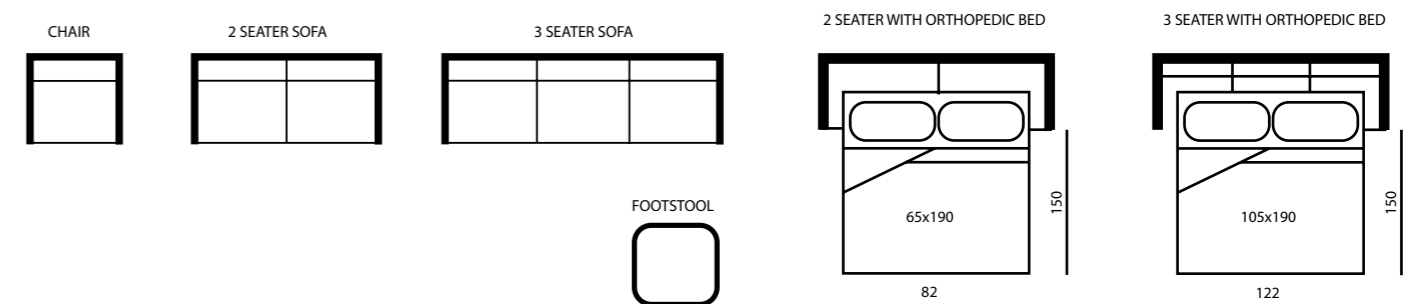 CHAIR
2 SEATER SOFA
3 SEATER SOFA
2 SEATER WITH ORTHOPEDIC BED
3 SEATER WITH ORTHOPEDIC BED
FOOTSTOOL
65x190
150
82
105x190
150
122